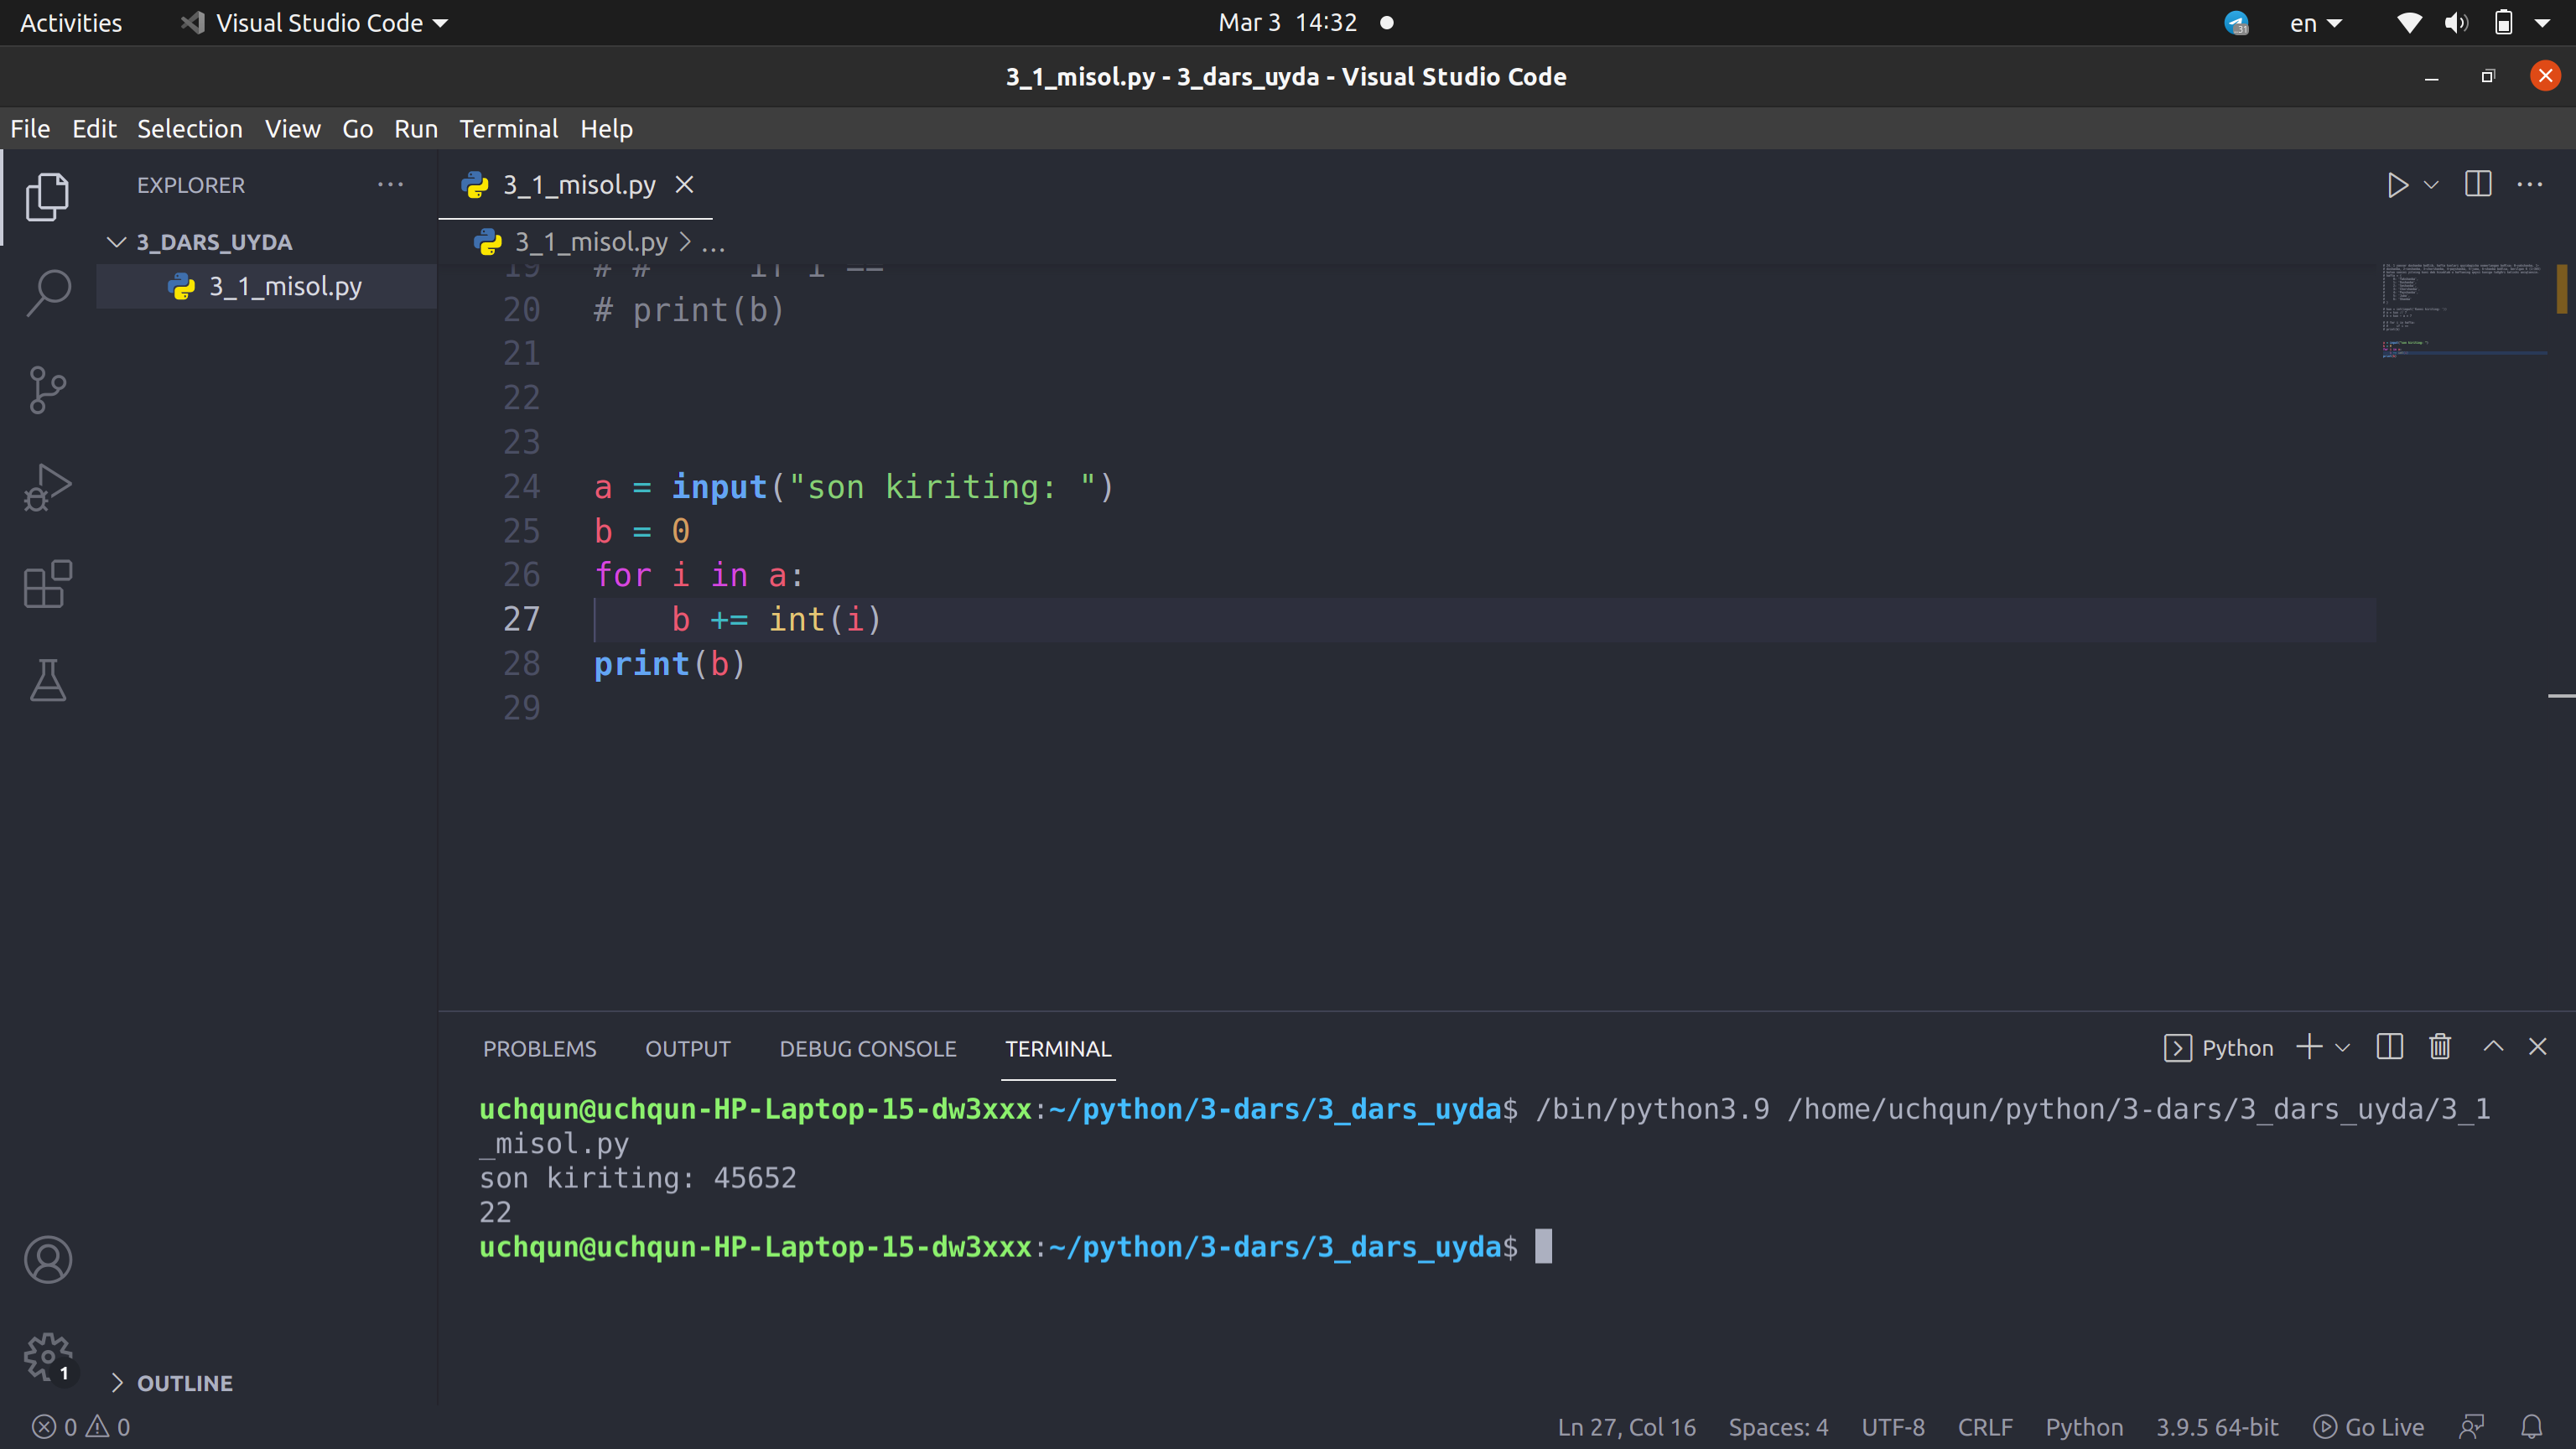 Activities Visual Studio Code Mar 3 14:32 en
3_1_misol.py - 3_dars_uyda - Visual Studio Code
File Edit Selection View Go Run Terminal Help
EXPLORER
3_DARS_UYDA
3_1_misol.py
3_1_misol.py
3_1_misol.py > ...
19 # # if i ==
20 # print(b)
21
22
23
24 a = input("son kiriting: ")
25 b = 0
26 for i in a:
27 b += int(i)
28 print(b)
29
PROBLEMS OUTPUT DEBUG CONSOLE TERMINAL Python
uchqun@uchqun-HP-Laptop-15-dw3xxx:~/python/3-dars/3_dars_uyda$ /bin/python3.9 /home/uchqun/python/3-dars/3_dars_uyda/3_1
_misol.py
son kiriting: 45652
22
uchqun@uchqun-HP-Laptop-15-dw3xxx:~/python/3-dars/3_dars_uyda$
1
OUTLINE
0 0 Ln 27, Col 16 Spaces: 4 UTF-8 CRLF Python 3.9.5 64-bit Go Live